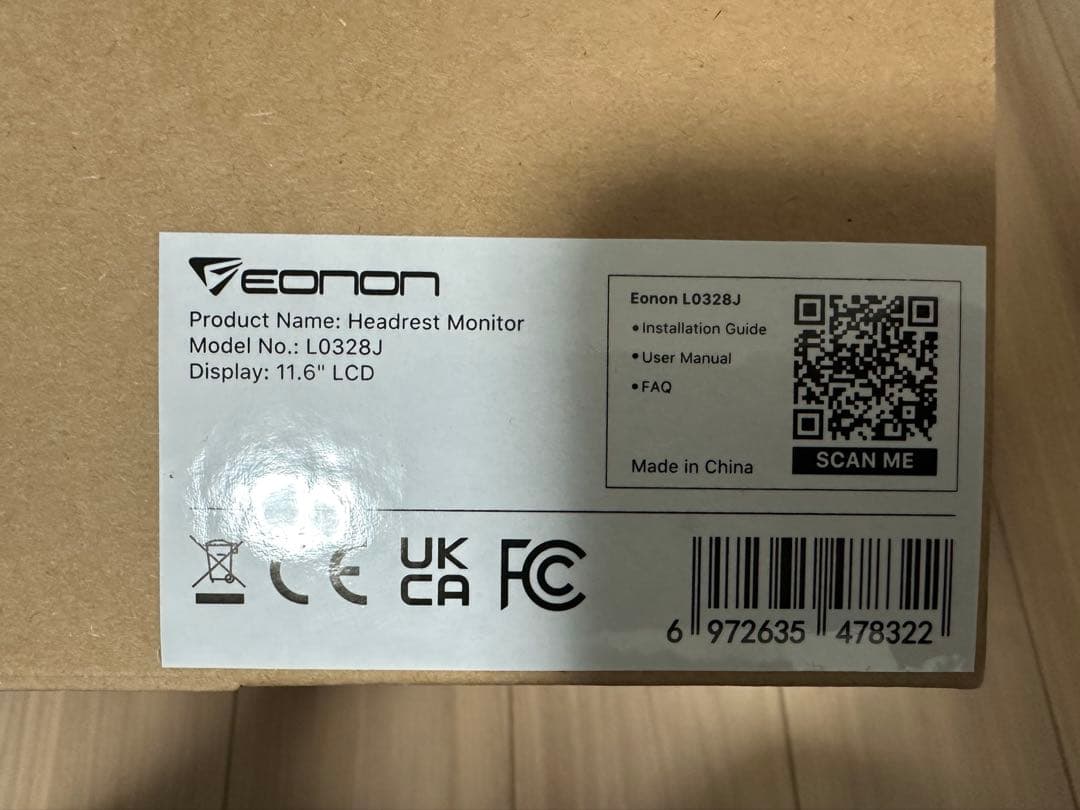 EONON
Product Name: Headrest Monitor
Model No.: L0328J
Display: 11.6" LCD
Eonon L0328J
• Installation Guide
• User Manual
• FAQ
Made in China
SCAN ME
CE
UK
CA
FC
6 972635 478322